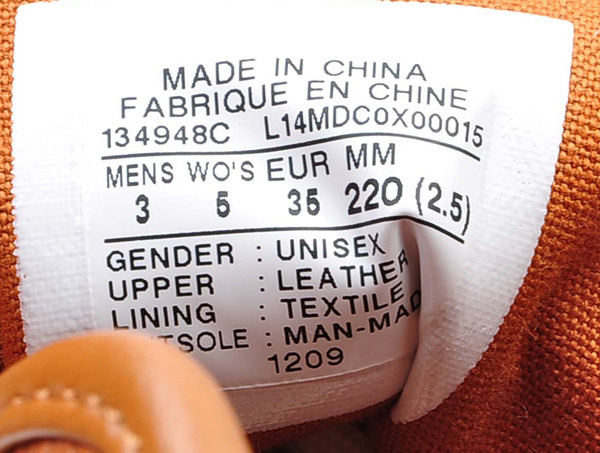 MADE IN CHINA
FABRIQUE EN CHINE
134948C L14MDC0X00015
MENS WO'S EUR MM
3 5 35 220 (2.5)
GENDER : UNISEX
UPPER : LEATHER
LINING : TEXTILE
: MAN-MAD
1209